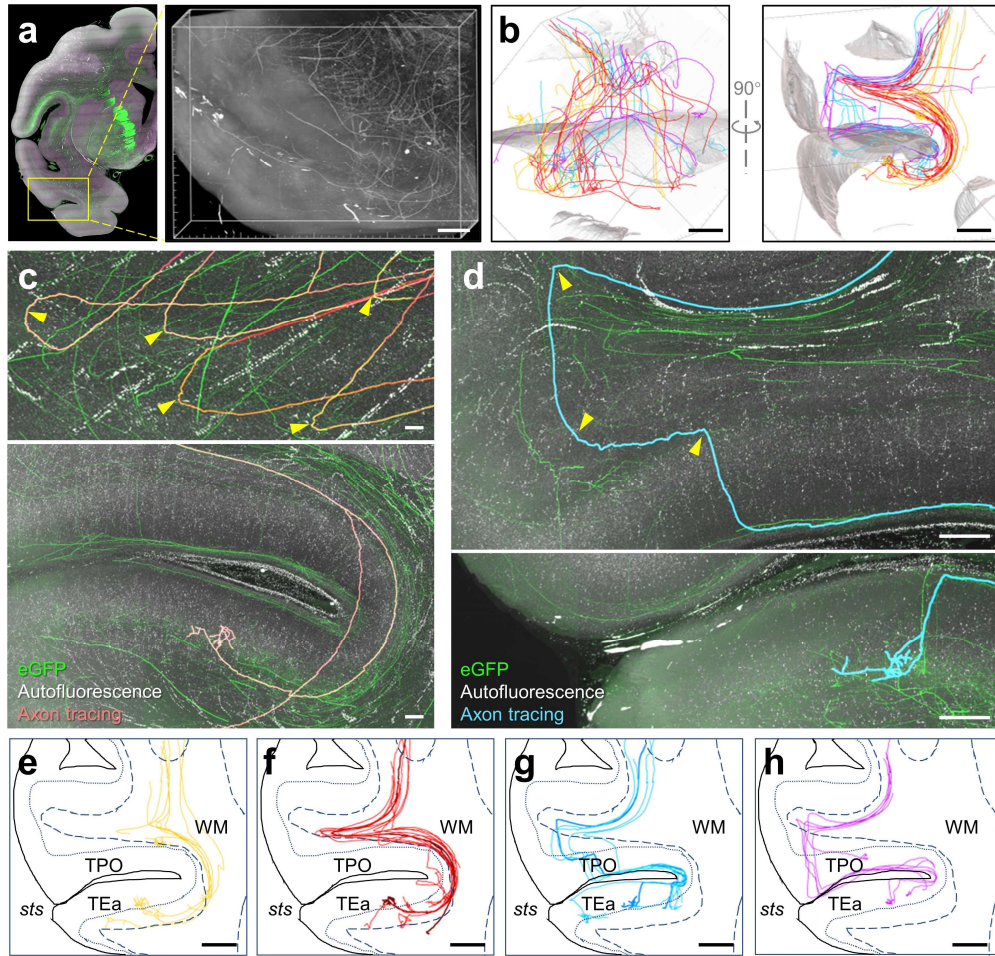 a
b
90°
c
d
eGFP
Autofluorescence
Axon tracing
eGFP
Autofluorescence
Axon tracing
e
f
g
h
WM
TPO
TEa
sts
WM
TPO
TEa
sts
WM
TPO
TEa
sts
WM
TPO
TEa
sts